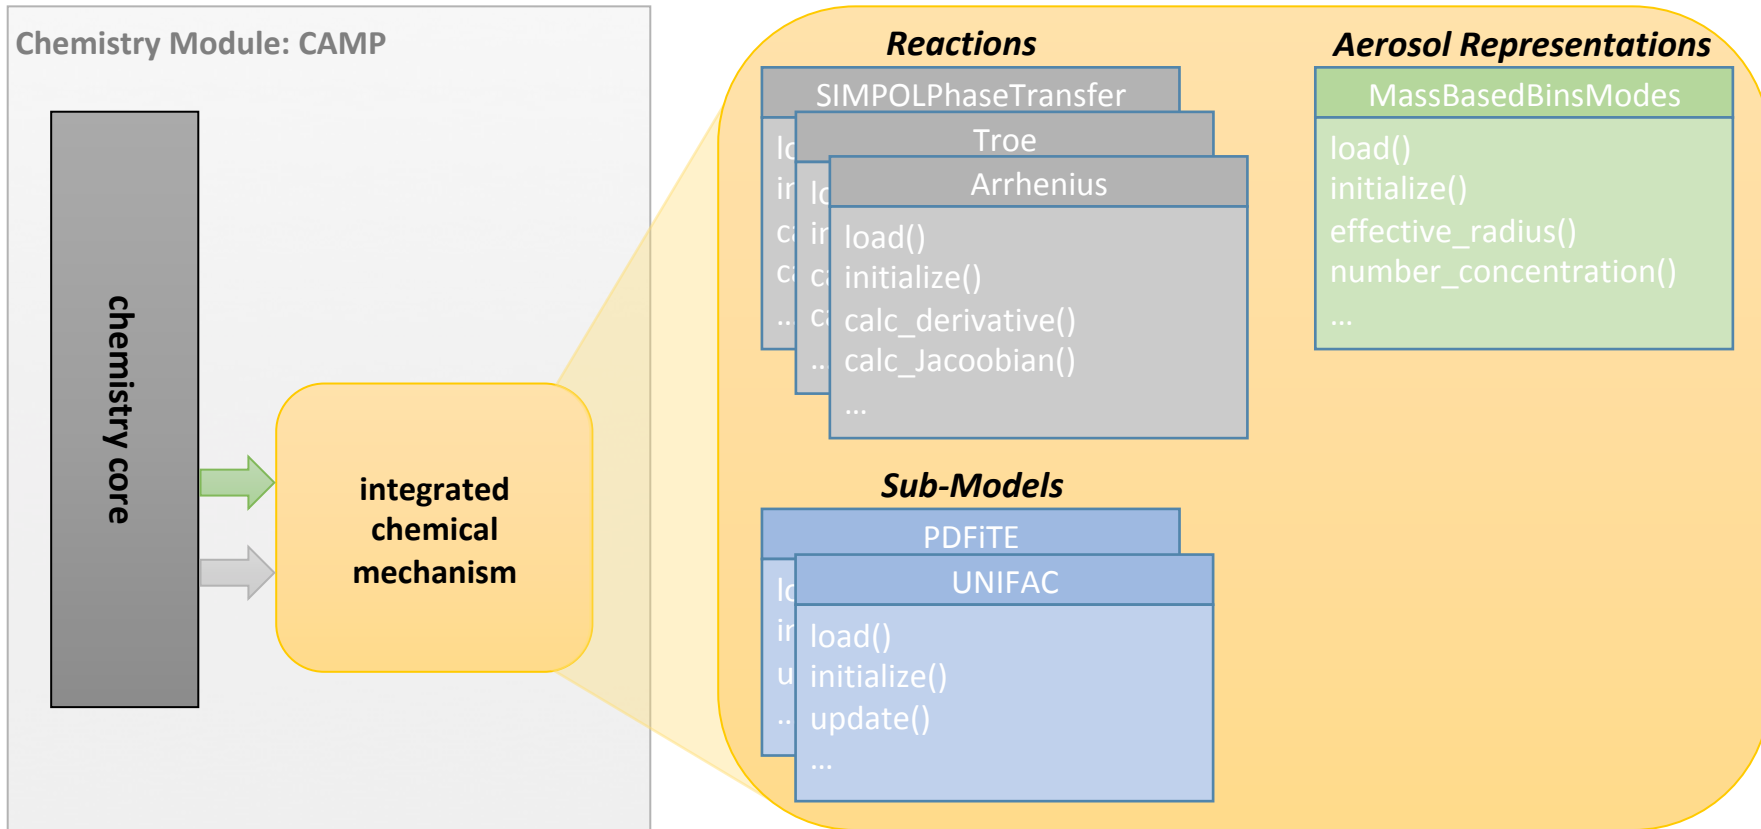 Chemistry Module: CAMP
chemistry core
integrated
chemical
mechanism
Reactions
SIMPOLPhaseTransfer
Troe
Arrhenius
load()
initialize()
calc_derivative()
calc_Jacoobian()
...
Sub-Models
PDFiTE
UNIFAC
load()
initialize()
update()
...
Aerosol Representations
MassBasedBinsModes
load()
initialize()
effective_radius()
number_concentration()
...